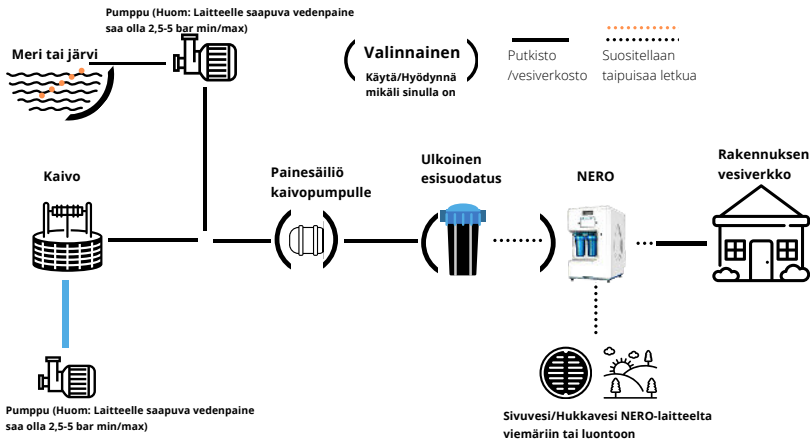 Pumppu (Huom: Laitteelle saapuva vedenpaine
saa olla 2,5-5 bar min/max)
Meri tai järvi
Valinnainen
Käytä/Hyödynnä
mikäli sinulla on
Putkisto
/vesiverkosto
Suositellaan
taipuisaa letkua
Kaivo
Painesäiliö
kaivopumpulle
Ulkoinen
esisuodatus
NERO
Rakennuksen
vesiverkko
Pumppu (Huom: Laitteelle saapuva vedenpaine
saa olla 2,5-5 bar min/max)
Sivuvesi/Hukkavesi NERO-laitteelta
viemäriin tai luontoon